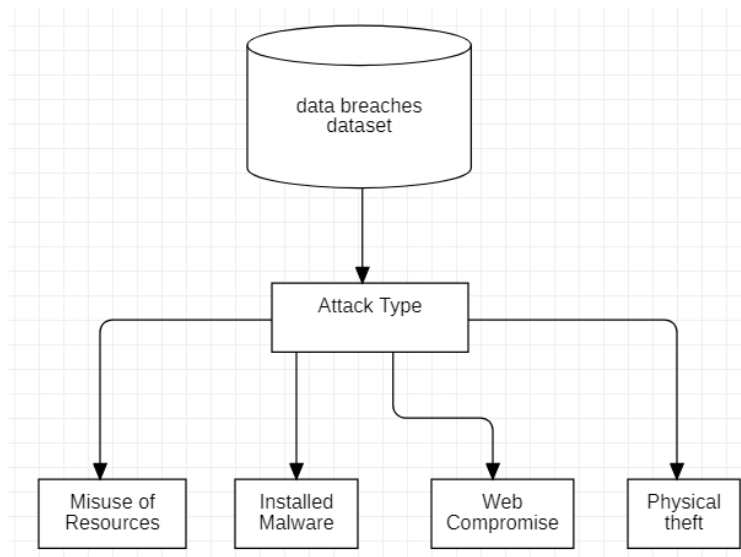 data breaches
dataset
Attack Type
Misuse of
Resources
Installed
Malware
Web
Compromise
Physical
theft